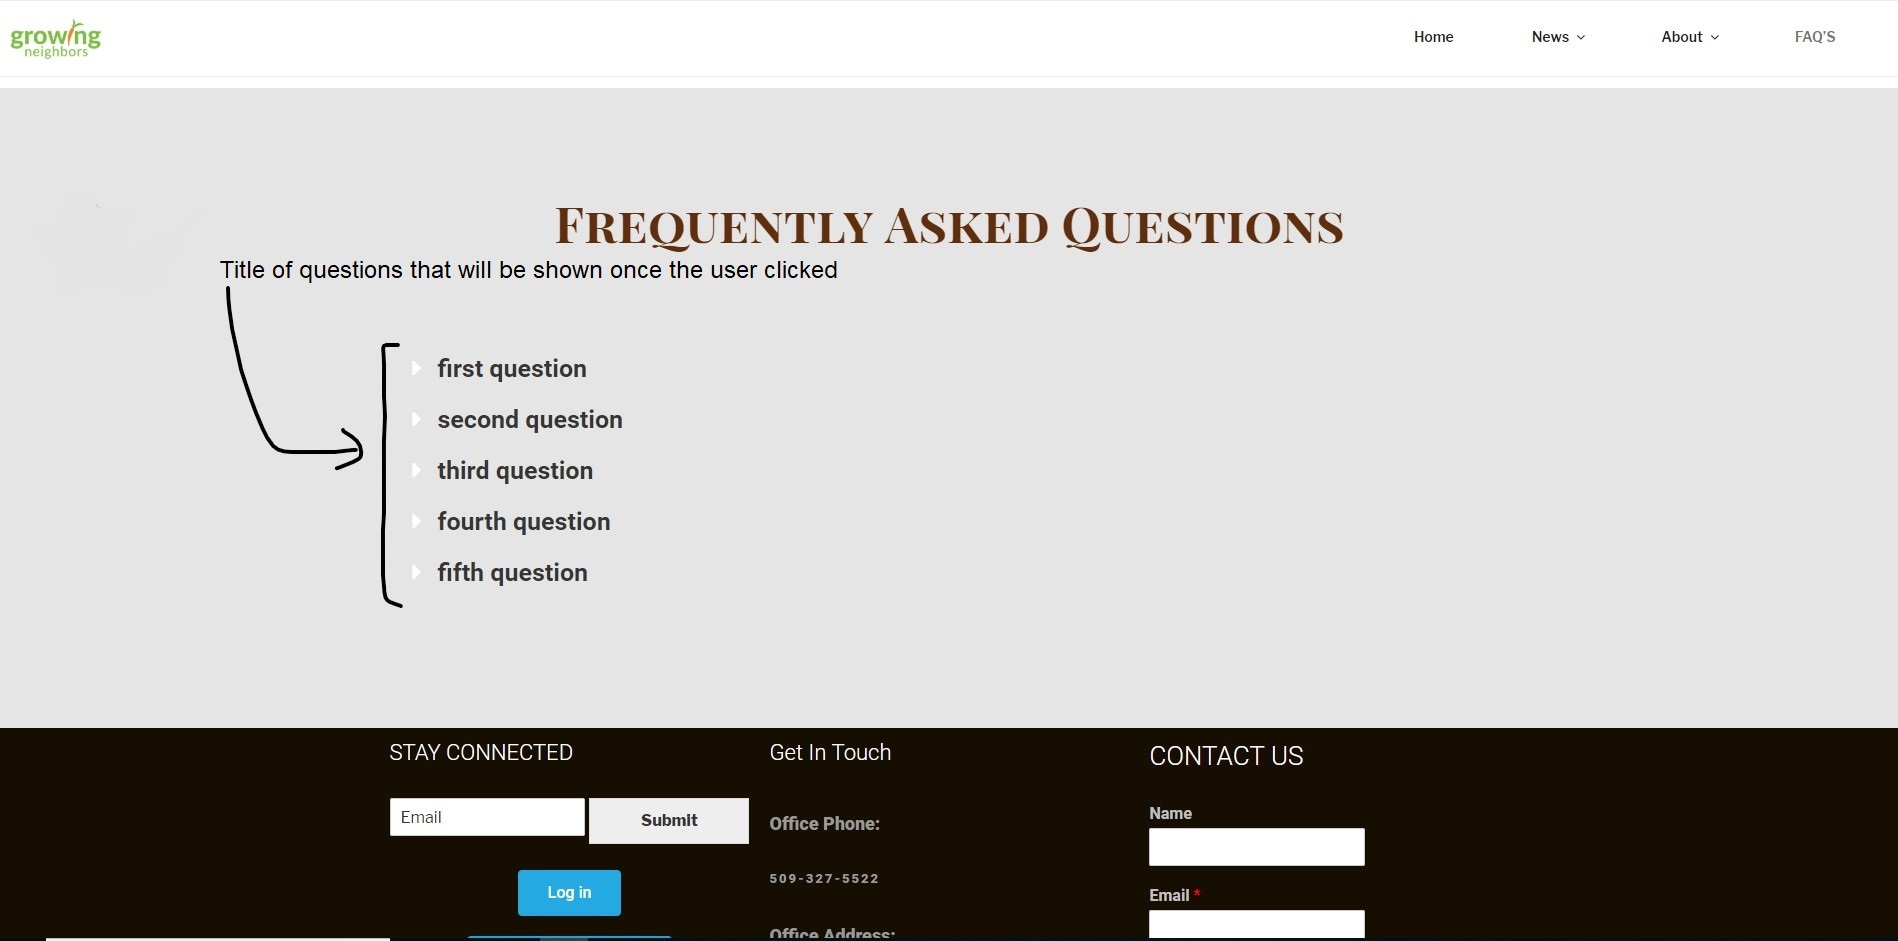 growing
neighbors
Home News About FAQ'S
Frequently Asked Questions
Title of questions that will be shown once the user clicked
first question
second question
third question
fourth question
fifth question
STAY CONNECTED
Email Submit
Log in
Get In Touch
Office Phone:
509-327-5522
Office Address:
CONTACT US
Name
Email *